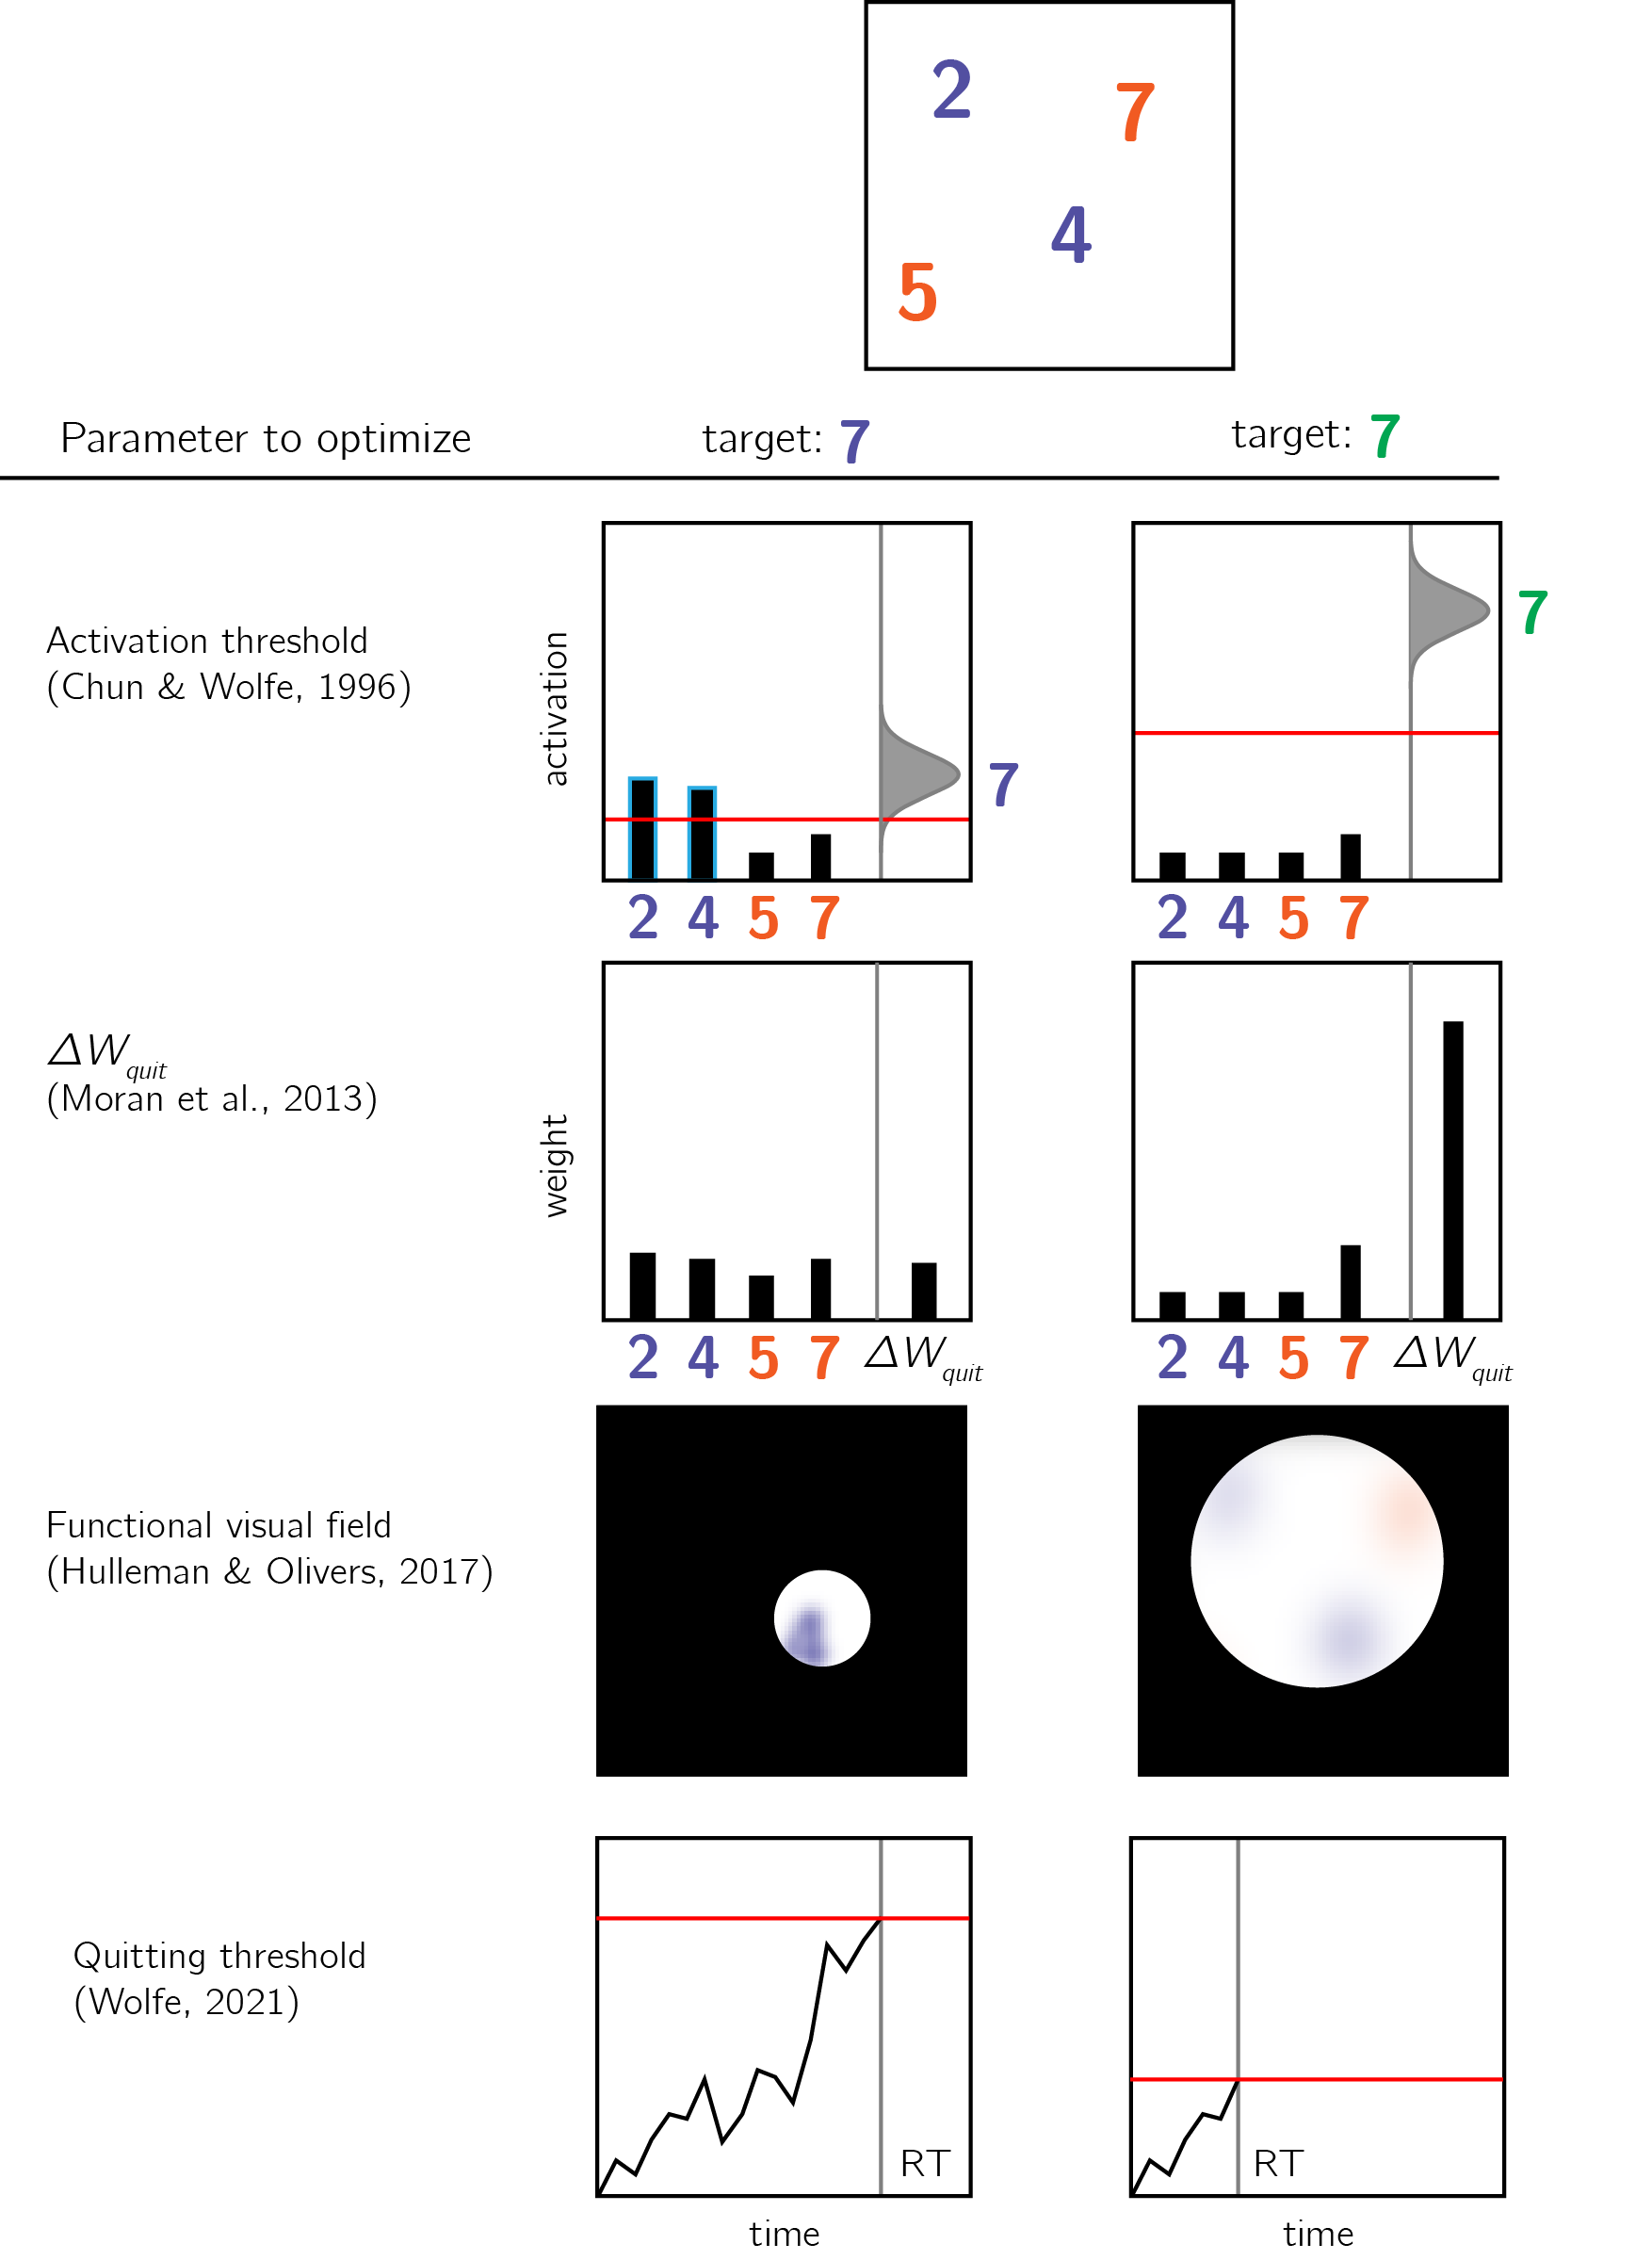 2
7
4
5
Parameter to optimize
target: 7
target: 7
Activation threshold
(Chun & Wolfe, 1996)
activation
7
7
2 4 5 7
2 4 5 7
ΔWquit
(Moran et al., 2013)
weight
2 4 5 7 ΔWquit
2 4 5 7 ΔWquit
Functional visual field
(Hulleman & Olivers, 2017)
Quitting threshold
(Wolfe, 2021)
RT
RT
time
time